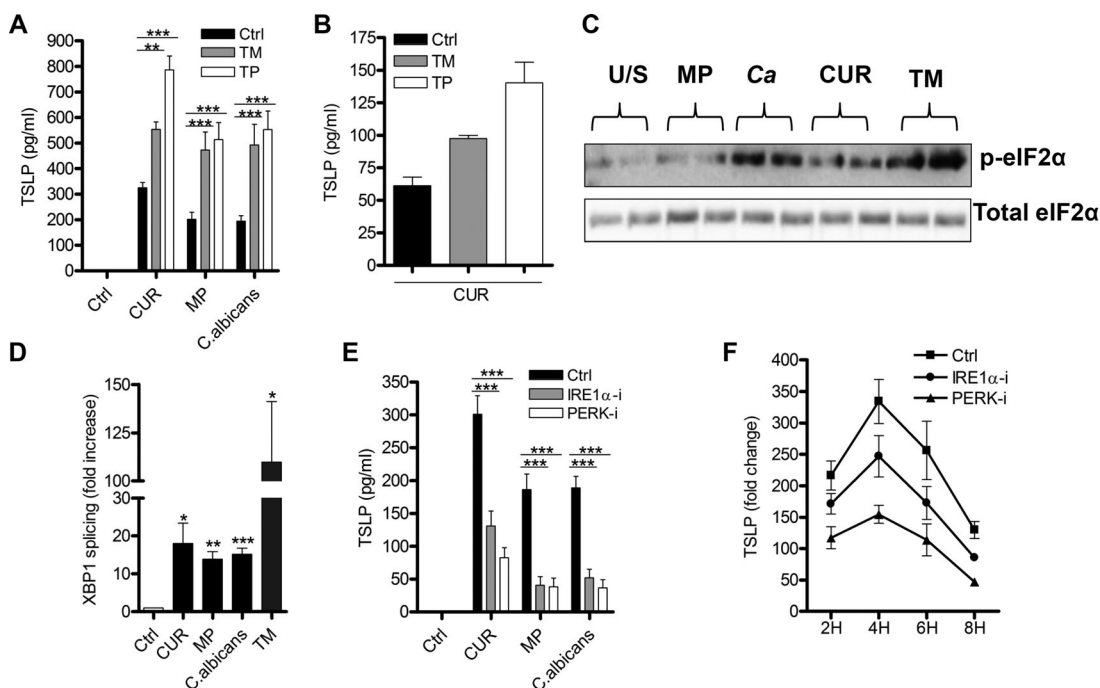 A
TSLP (pg/ml)
900
800
700
600
500
400
300
200
100
0
***
**
***
***
***
***
Ctrl
TM
TP
Ctrl
CUR
MP
C.albicans
B
TSLP (pg/ml)
175
150
125
100
75
50
25
0
Ctrl
TM
TP
CUR
C
U/S MP Ca CUR TM
p-eIF2α
Total eIF2α
D
XBP1 splicing (fold increase)
150
125
100
30
20
10
0
*
**
***
*
Ctrl
CUR
MP
C.albicans
TM
E
TSLP (pg/ml)
350
300
250
200
150
100
50
0
***
***
***
***
***
***
Ctrl
IRE1α-i
PERK-i
Ctrl
CUR
MP
C.albicans
F
TSLP (fold change)
400
350
300
250
200
150
100
50
0
Ctrl
IRE1α-i
PERK-i
2H 4H 6H 8H